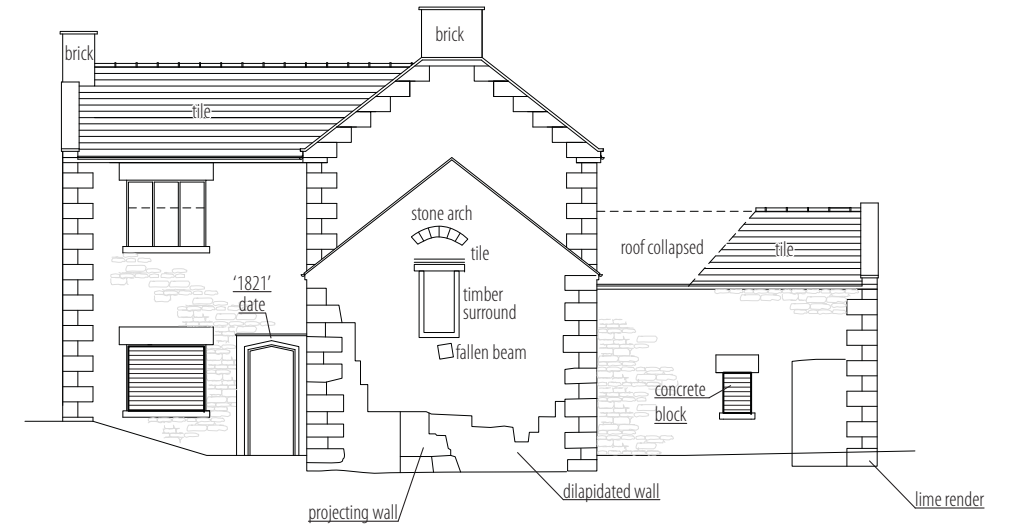 brick
brick
tile
stone arch
tile
roof collapsed
tile
‘1821’
date
timber
surround
fallen beam
concrete
block
projecting wall
dilapidated wall
lime render